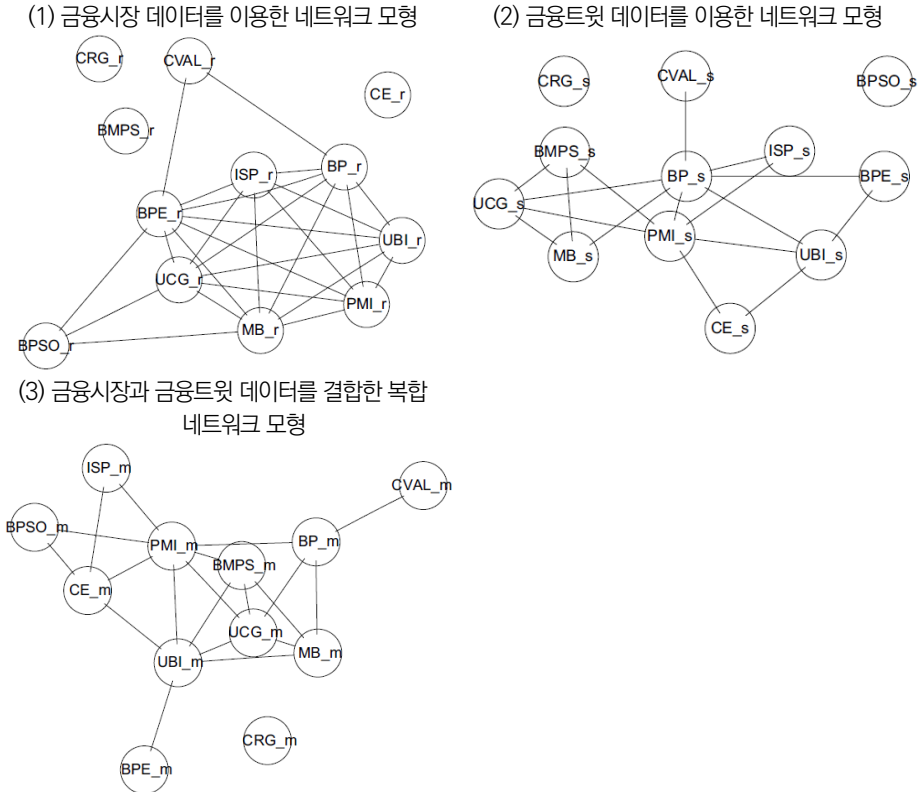 (1) 금융시장 데이터를 이용한 네트워크 모형
CRG_r
CVAL_r
CE_r
BMPS_r
ISP_r
BP_r
BPE_r
UBI_r
UCG_r
PMI_r
MB_r
BPSO_r
(2) 금융트윗 데이터를 이용한 네트워크 모형
CRG_s
CVAL_s
BPSO_s
BMPS_s
ISP_s
BP_s
BPE_s
UCG_s
PMI_s
MB_s
UBI_s
CE_s
(3) 금융시장과 금융트윗 데이터를 결합한 복합
네트워크 모형
ISP_m
CVAL_m
BPSO_m
PMI_m
BP_m
BMPS_m
CE_m
UCG_m
UBI_m
MB_m
CRG_m
BPE_m